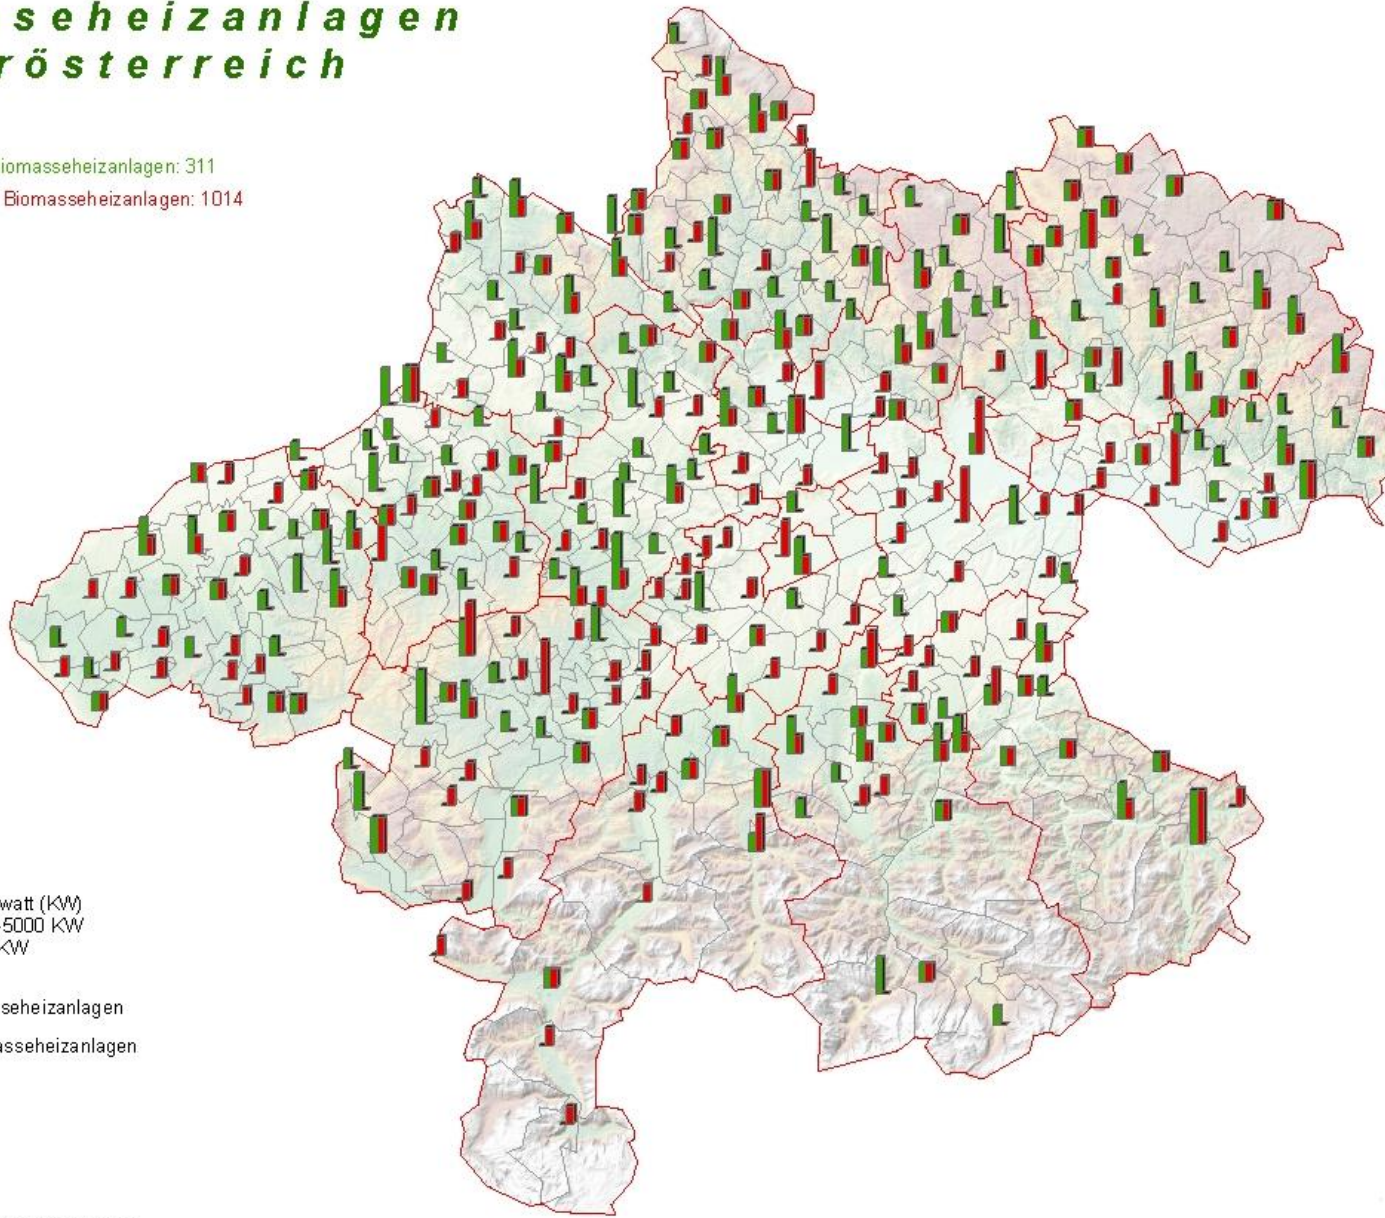 seheizanlagen
rösterreich
iomasseheizanlagen: 311
Biomasseheizanlagen: 1014
watt (KW)
5000 KW
KW
seheizanlagen
asseheizanlagen